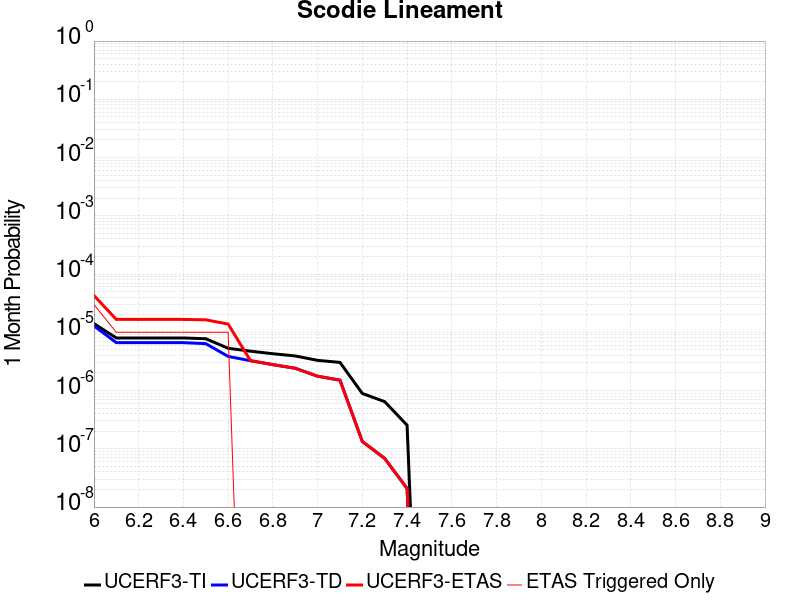 Scodie Lineament
1 Month Probability
10^0
10^-1
10^-2
10^-3
10^-4
10^-5
10^-6
10^-7
10^-8
6 6.2 6.4 6.6 6.8 7 7.2 7.4 7.6 7.8 8 8.2 8.4 8.6 8.8 9
Magnitude
UCERF3-TI UCERF3-TD UCERF3-ETAS ETAS Triggered Only